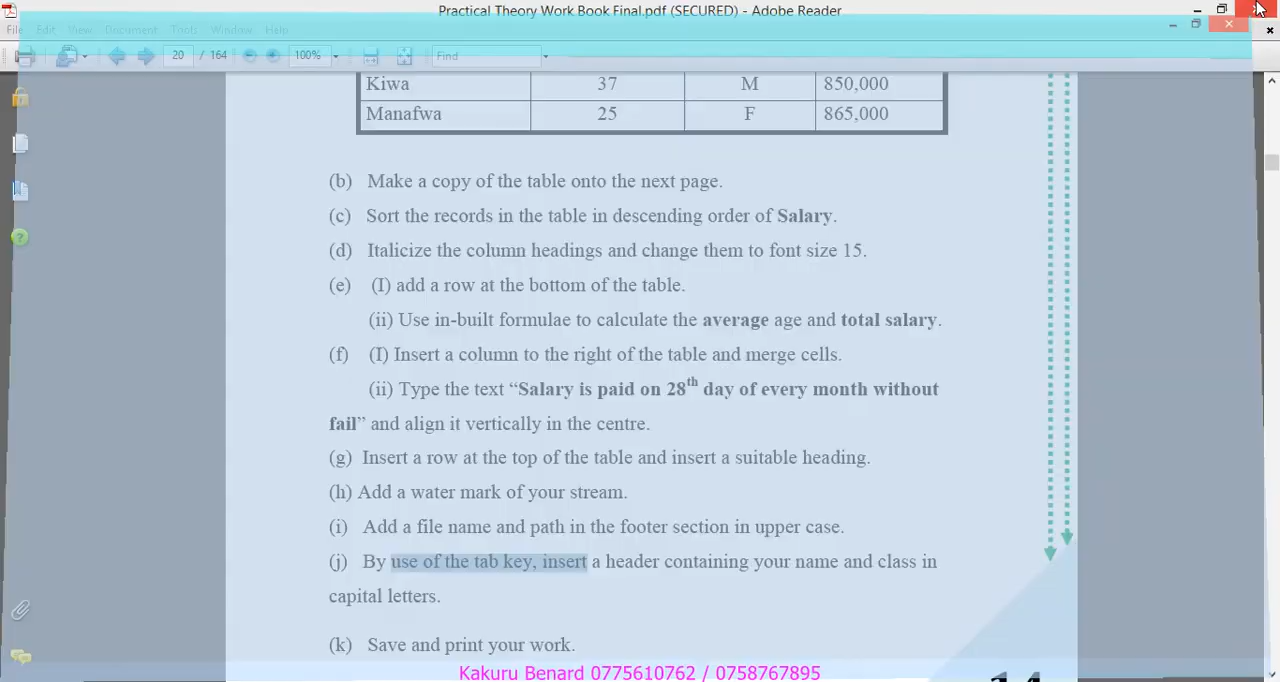 Practical Theory Work Book Final.pdf (SECURED) - Adobe Reader
File Edit View Document Tools Window Help
20 / 164 100% Find
Kiwa 37 M 850,000
Manafwa 25 F 865,000
(b) Make a copy of the table onto the next page.
(c) Sort the records in the table in descending order of Salary.
(d) Italicize the column headings and change them to font size 15.
(e) (I) add a row at the bottom of the table.
(ii) Use in-built formulae to calculate the average age and total salary.
(f) (I) Insert a column to the right of the table and merge cells.
(ii) Type the text “Salary is paid on 28th day of every month without
fail” and align it vertically in the centre.
(g) Insert a row at the top of the table and insert a suitable heading.
(h) Add a water mark of your stream.
(i) Add a file name and path in the footer section in upper case.
(j) By use of the tab key, insert a header containing your name and class in
capital letters.
(k) Save and print your work.
Kakuru Benard 0775610762 / 0758767895